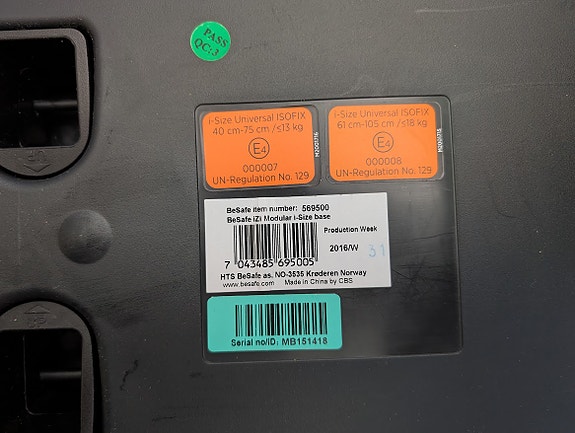 PASS
QC:3
i-Size Universal ISOFIX
40 cm-75 cm /≤13 kg
E4
000007
UN-Regulation No. 129
M2001716
i-Size Universal ISOFIX
61 cm-105 cm /≤18 kg
E4
000008
UN-Regulation No. 129
BeSafe item number: 569500
BeSafe iZi Modular i-Size base
Production Week
2016/W 31
7 043485 695005
HTS BeSafe as. NO-3535 Krøderen Norway
www.besafe.com Made in China by CBS
Serial no/ID: MB151418